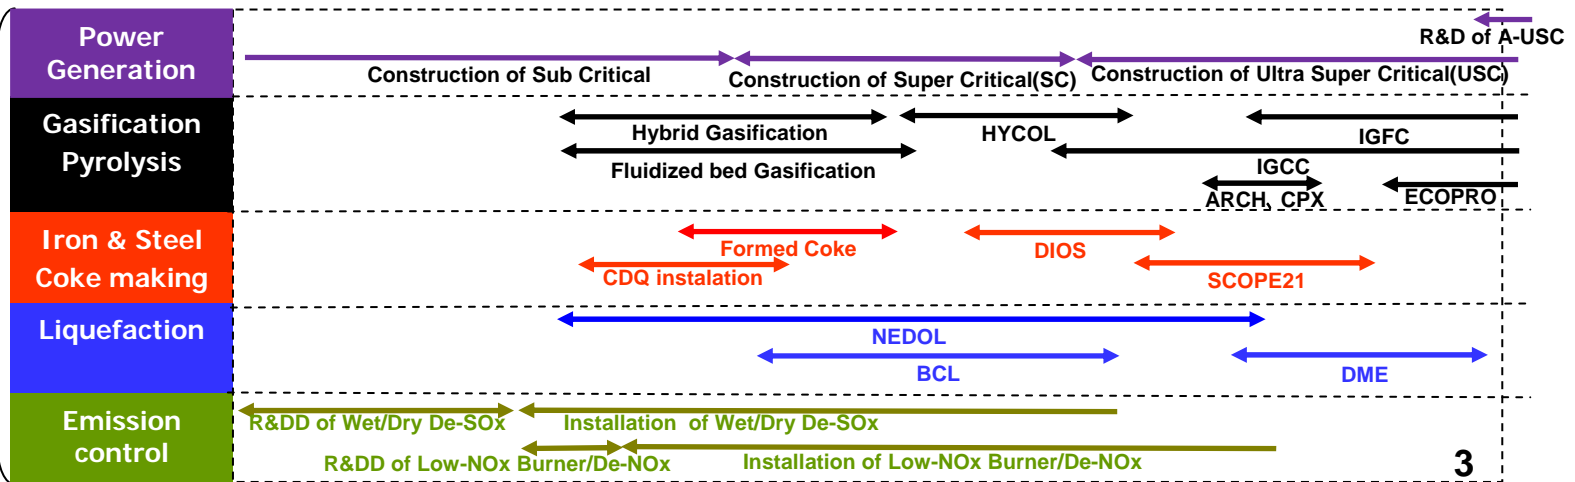 Power
Generation
R&D of A-USC
Construction of Sub Critical
Construction of Super Critical(SC)
Construction of Ultra Super Critical(USC)
Gasification
Pyrolysis
Hybrid Gasification
HYCOL
IGFC
Fluidized bed Gasification
IGCC
ARCH、CPX
ECOPRO
Iron & Steel
Coke making
Formed Coke
DIOS
CDQ instalation
SCOPE21
Liquefaction
NEDOL
BCL
DME
Emission
control
R&DD of Wet/Dry De-SOx
Installation of Wet/Dry De-SOx
R&DD of Low-NOx Burner/De-NOx
Installation of Low-NOx Burner/De-NOx
3